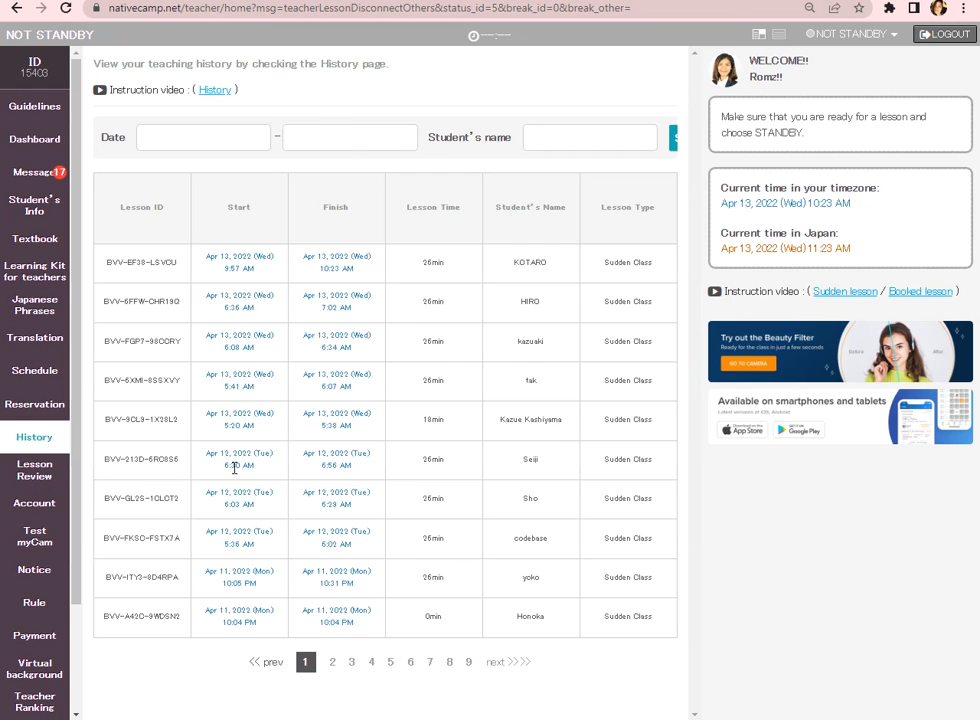 nativecamp.net/teacher/home?msg=teacherLessonDisconnectOthers&status_id=5&break_id=0&break_other=
NOT STANDBY
NOT STANDBY
LOGOUT
ID
15403
Guidelines
Dashboard
Message 17
Student's
Info
Textbook
Learning Kit
for teachers
Japanese
Phrases
Translation
Schedule
Reservation
History
Lesson
Review
Account
Test
myCam
Notice
Rule
Payment
Virtual
background
Teacher
Ranking
View your teaching history by checking the History page.
Instruction video : ( History )
Date - Student's name
Lesson ID Start Finish Lesson Time Student's Name Lesson Type
BVV-EF38-LSVCU Apr 13, 2022 (Wed) 9:57 AM Apr 13, 2022 (Wed) 10:23 AM 26min KOTARO Sudden Class
BVV-6FFW-CHR19Q Apr 13, 2022 (Wed) 6:36 AM Apr 13, 2022 (Wed) 7:02 AM 26min HIRO Sudden Class
Apr 13, 2022 (Wed) 6:08 AM Apr 13, 2022 (Wed) 6:34 AM 26min kazuaki Sudden Class
BVV-6XMI-8SSXVY Apr 13, 2022 (Wed) 5:41 AM Apr 13, 2022 (Wed) 6:07 AM 26min tak Sudden Class
BVV-9CL9-1X28L2 Apr 13, 2022 (Wed) 5:20 AM Apr 13, 2022 (Wed) 5:38 AM 18min Kazue Kashiyama Sudden Class
Apr 12, 2022 (Tue) Apr 12, 2022 (Tue) 6:56 AM 26min Seiji Sudden Class
Apr 12, 2022 (Tue) 6:03 AM Apr 12, 2022 (Tue) 6:29 AM 26min Sho Sudden Class
BVV-FKSO-FSTX7A Apr 12, 2022 (Tue) 5:36 AM Apr 12, 2022 (Tue) 6:02 AM 26min codebase Sudden Class
BVV-ITY3-8D4RPA Apr 11, 2022 (Mon) 10:05 PM Apr 11, 2022 (Mon) 10:31 PM 26min yoko Sudden Class
Apr 11, 2022 (Mon) 10:04 PM Apr 11, 2022 (Mon) 10:04 PM 0min Honoka Sudden Class
<< prev 1 2 3 4 5 6 7 8 9 next >>>>
WELCOME!!
Romz!!
Make sure that you are ready for a lesson and
choose STANDBY.
Current time in your timezone:
Apr 13, 2022 (Wed) 10:23 AM
Current time in Japan:
Apr 13, 2022 (Wed) 11:23 AM
Instruction video : ( Sudden lesson / Booked lesson )
Try out the Beauty Filter
Ready for the class in just a few seconds
GO TO CAMERA
Before
After
Available on smartphones and tablets
Latest versions of iOS, Android
App Store
Google Play